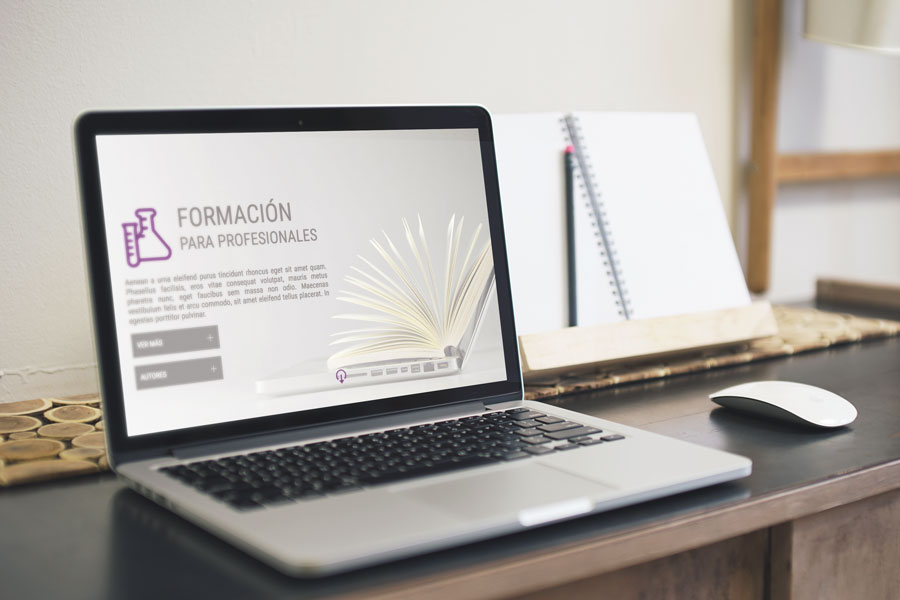 FORMACIÓN
PARA PROFESIONALES
Aenean a urna eleifend purus tincidunt rhoncus eget sit amet quam.
Phasellus facilisis, eros vitae consequat volutpat, mauris metus
pharetra nunc, eget faucibus sem massa non odio. Maecenas
vestibulum felis et arcu commodo, sit amet eleifend tellus placerat. In
egestas porttitor pulvinar.
VER MÁS +
AUTORES +